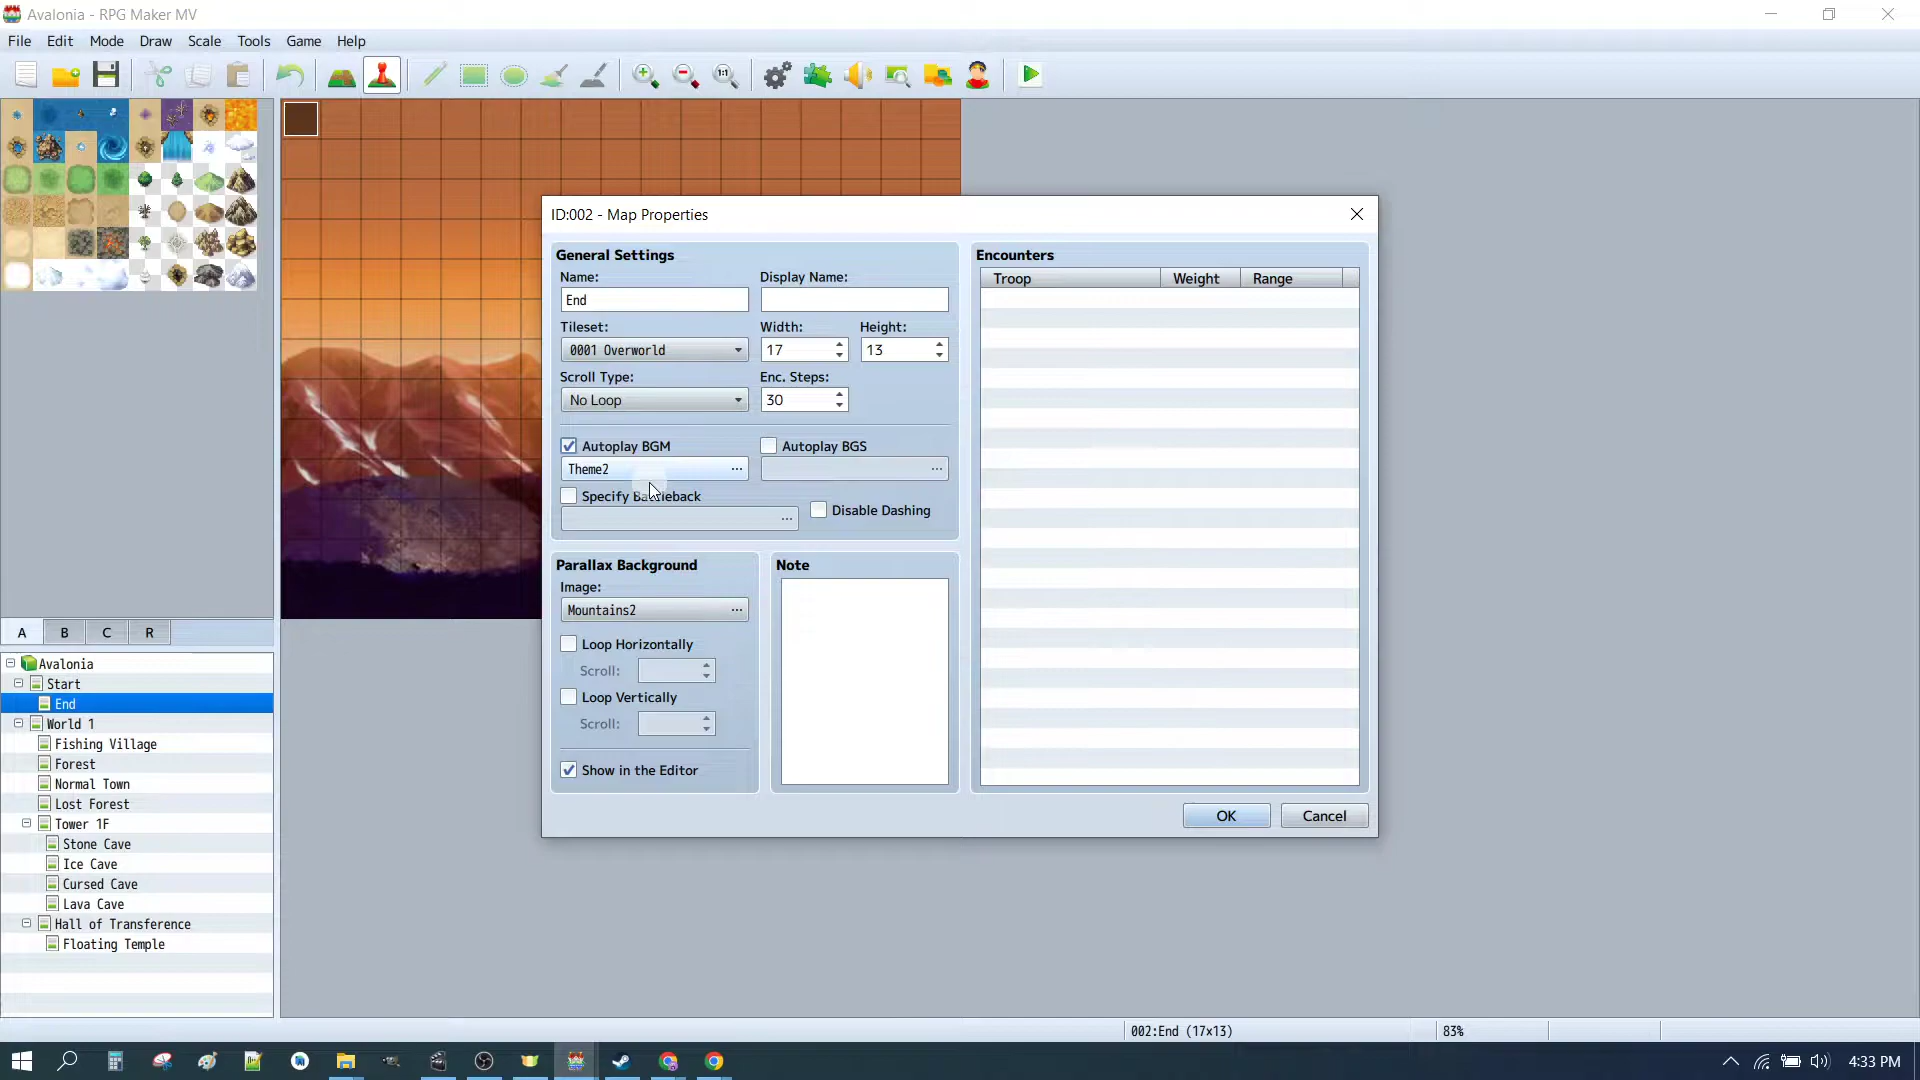 Avalonia - RPG Maker MV
File Edit Mode Draw Scale Tools Game Help
1:1
ID:002 - Map Properties
General Settings
Name:
Display Name:
End
Tileset:
Width:
Height:
0001 Overworld
17
13
Scroll Type:
Enc. Steps:
No Loop
30
Autoplay BGM
Autoplay BGS
Theme2
...
...
Specify Battleback
Disable Dashing
...
Parallax Background
Image:
Mountains2
...
Loop Horizontally
Scroll:
Loop Vertically
Scroll:
Show in the Editor
Note
Encounters
Troop Weight Range
OK
Cancel
A B C R
Avalonia
Start
End
World 1
Fishing Village
Forest
Normal Town
Lost Forest
Tower 1F
Stone Cave
Ice Cave
Cursed Cave
Lava Cave
Hall of Transference
Floating Temple
002:End (17x13)
83%
4:33 PM